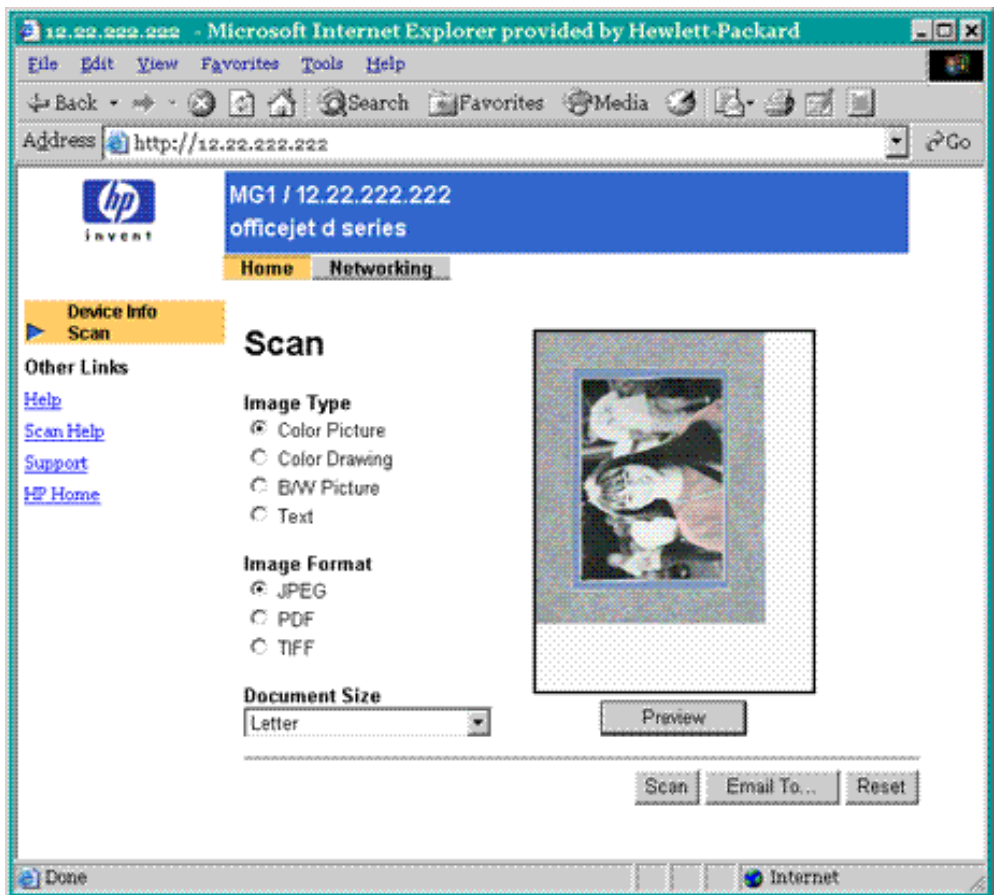 12.22.222.222 - Microsoft Internet Explorer provided by Hewlett-Packard
File Edit View Favorites Tools Help
Back Search Favorites Media
Address http://12.22.222.222 Go
hp
invent
MG1 / 12.22.222.222
officejet d series
Home Networking
Device Info
Scan
Other Links
Help
Scan Help
Support
HP Home
Scan
Image Type
Color Picture
Color Drawing
B/W Picture
Text
Image Format
JPEG
PDF
TIFF
Document Size
Letter
Preview
Scan Email To... Reset
Done Internet